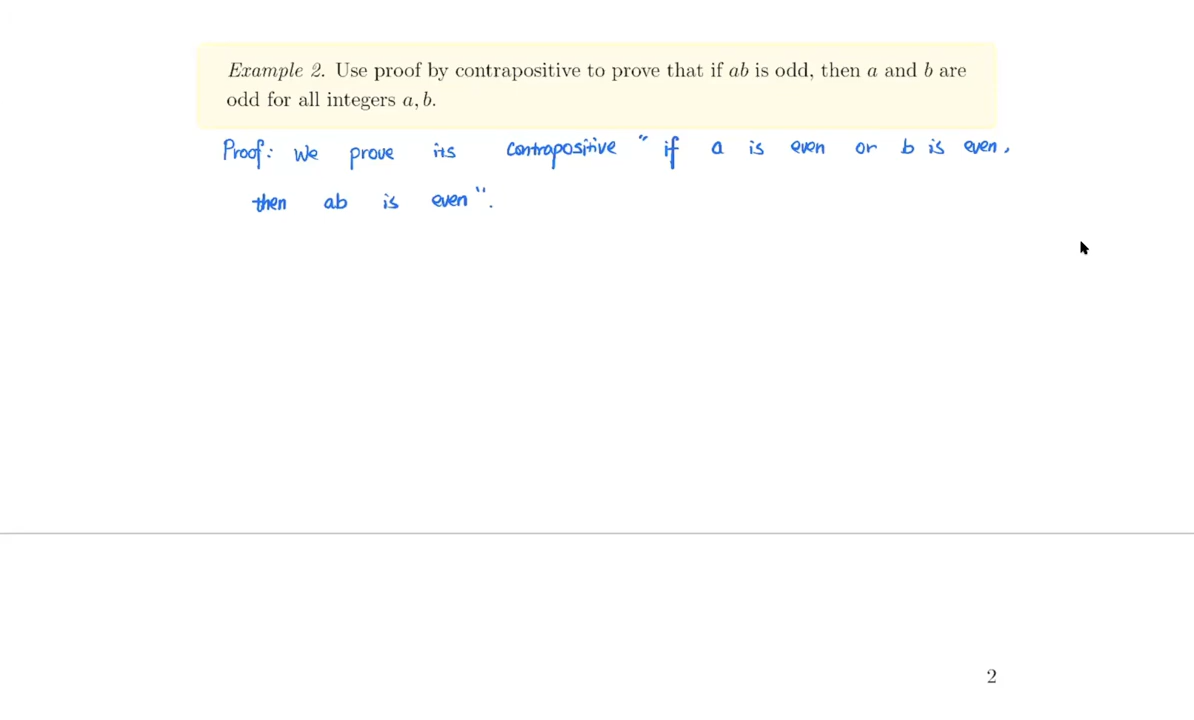 Example 2. Use proof by contrapositive to prove that if ab is odd, then a and b are
odd for all integers a, b.
Proof: We prove its contrapositive "if a is even or b is even,
then ab is even".
2